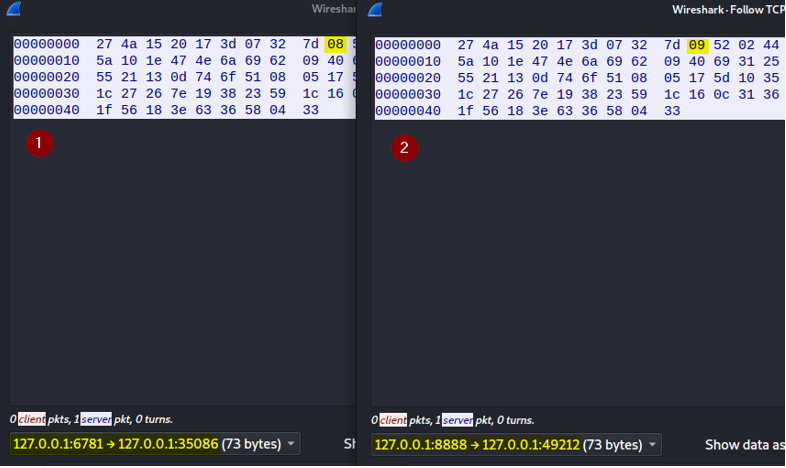 Wireshar
00000000 27 4a 15 20 17 3d 07 32 7d 08
00000010 5a 10 1e 47 4e 6a 69 62 09 40
00000020 55 21 13 0d 74 6f 51 08 05 17
00000030 1c 27 26 7e 19 38 23 59 1c 16
00000040 1f 56 18 3e 63 36 58 04 33
1
0 client pkts, 1 server pkt, 0 turns.
127.0.0.1:6781 → 127.0.0.1:35086 (73 bytes)
Sh
Wireshark · Follow TCP
00000000 27 4a 15 20 17 3d 07 32 7d 09 52 02 44
00000010 5a 10 1e 47 4e 6a 69 62 09 40 69 31 25
00000020 55 21 13 0d 74 6f 51 08 05 17 5d 10 35
00000030 1c 27 26 7e 19 38 23 59 1c 16 0c 31 36
00000040 1f 56 18 3e 63 36 58 04 33
2
0 client pkts, 1 server pkt, 0 turns.
127.0.0.1:8888 → 127.0.0.1:49212 (73 bytes)
Show data as